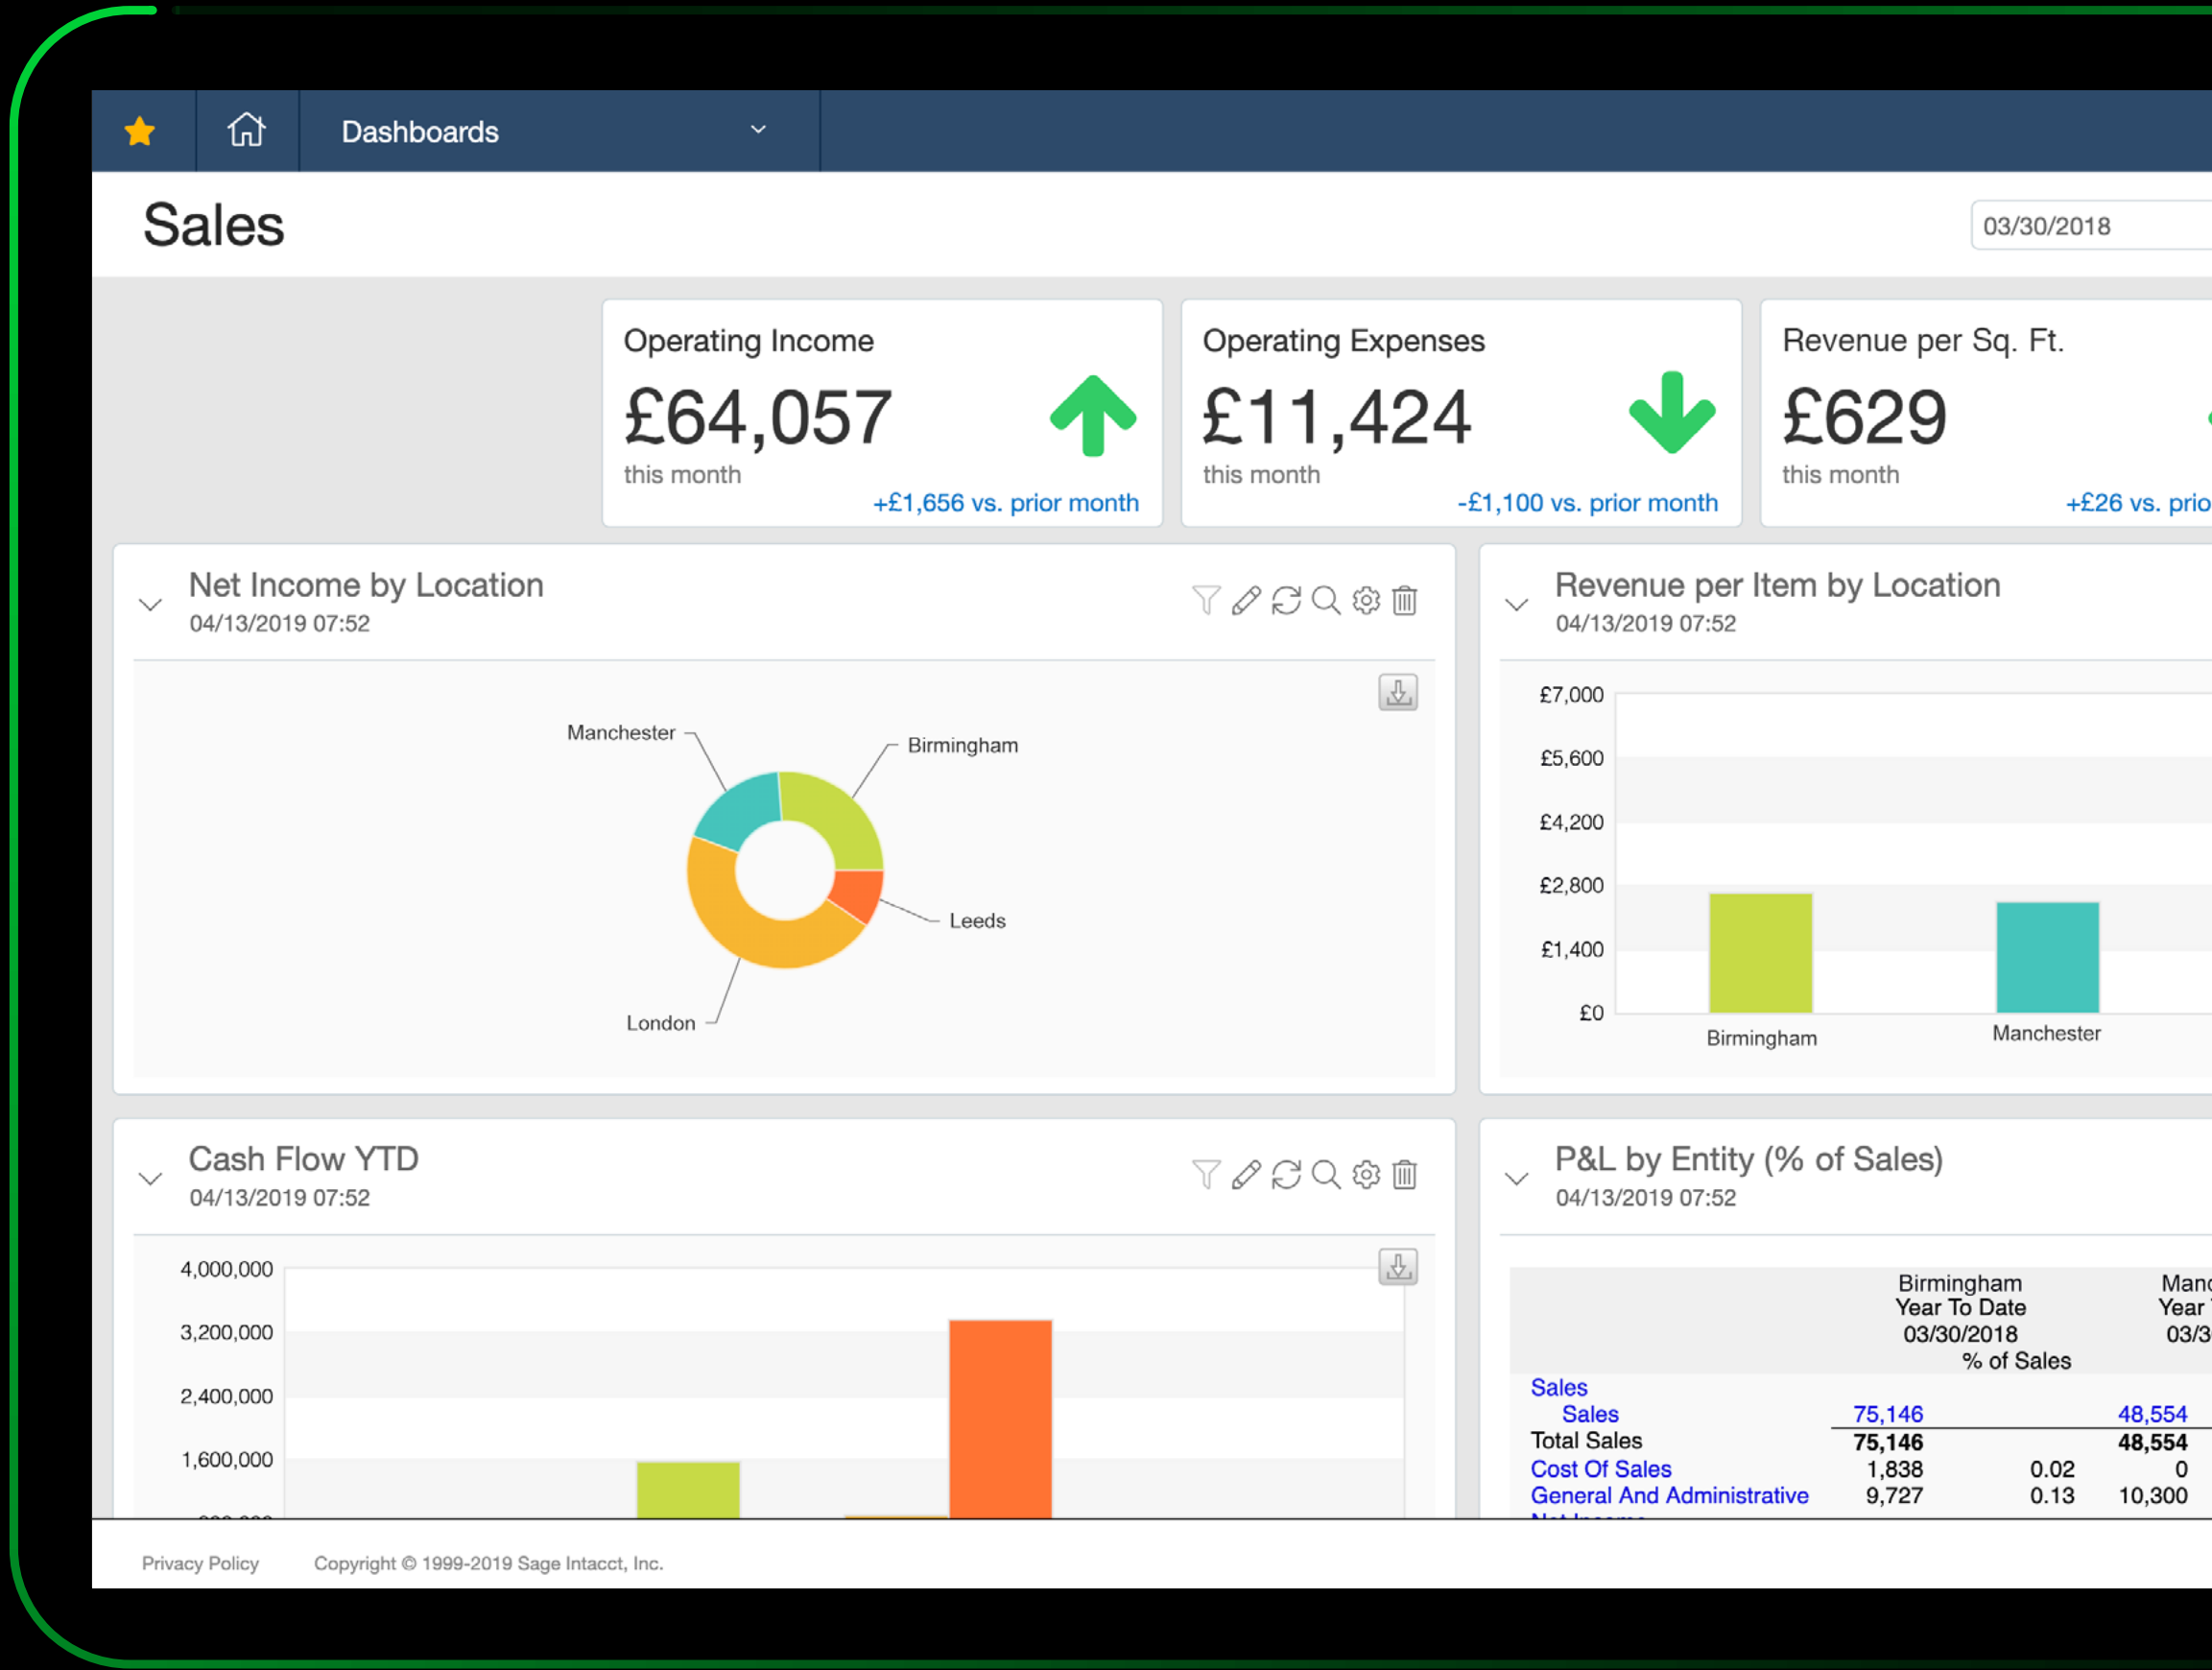 Dashboards
Sales
03/30/2018
Operating Income
£64,057
this month
+£1,656 vs. prior month
Operating Expenses
£11,424
this month
-£1,100 vs. prior month
Revenue per Sq. Ft.
£629
this month
+£26 vs.
Net Income by Location
04/13/2019 07:52
Manchester
Birmingham
Leeds
London
Revenue per Item by Location
04/13/2019 07:52
£7,000
£5,600
£4,200
£2,800
£1,400
£0
Birmingham
Manchester
Cash Flow YTD
04/13/2019 07:52
4,000,000
3,200,000
2,400,000
1,600,000
P&L by Entity (% of Sales)
04/13/2019 07:52
Birmingham
Year To Date Year
03/30/2018
% of Sales
Sales
Sales 75,146 48,554
Total Sales 75,146 48,554
Cost Of Sales 1,838 0.02 0
General And Administrative 9,727 0.13 10,300
Privacy Policy Copyright © 1999-2019 Sage Intacct, Inc.